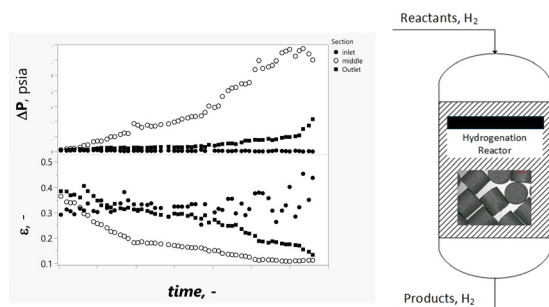 Section
inlet
middle
Outlet
ΔP, psia
0.5
0.4
0.3
0.2
0.1
ε, -
time, -
Reactants, H2
Hydrogenation
Reactor
Products, H2